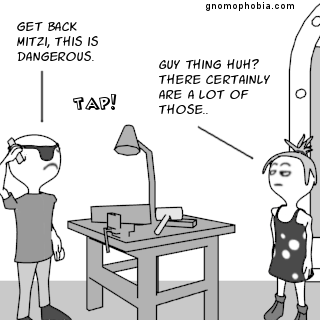 gnomophobia.com
GET BACK
MITZI, THIS IS
DANGEROUS.
GUY THING HUH?
THERE CERTAINLY
ARE A LOT OF
THOSE..
TAP!